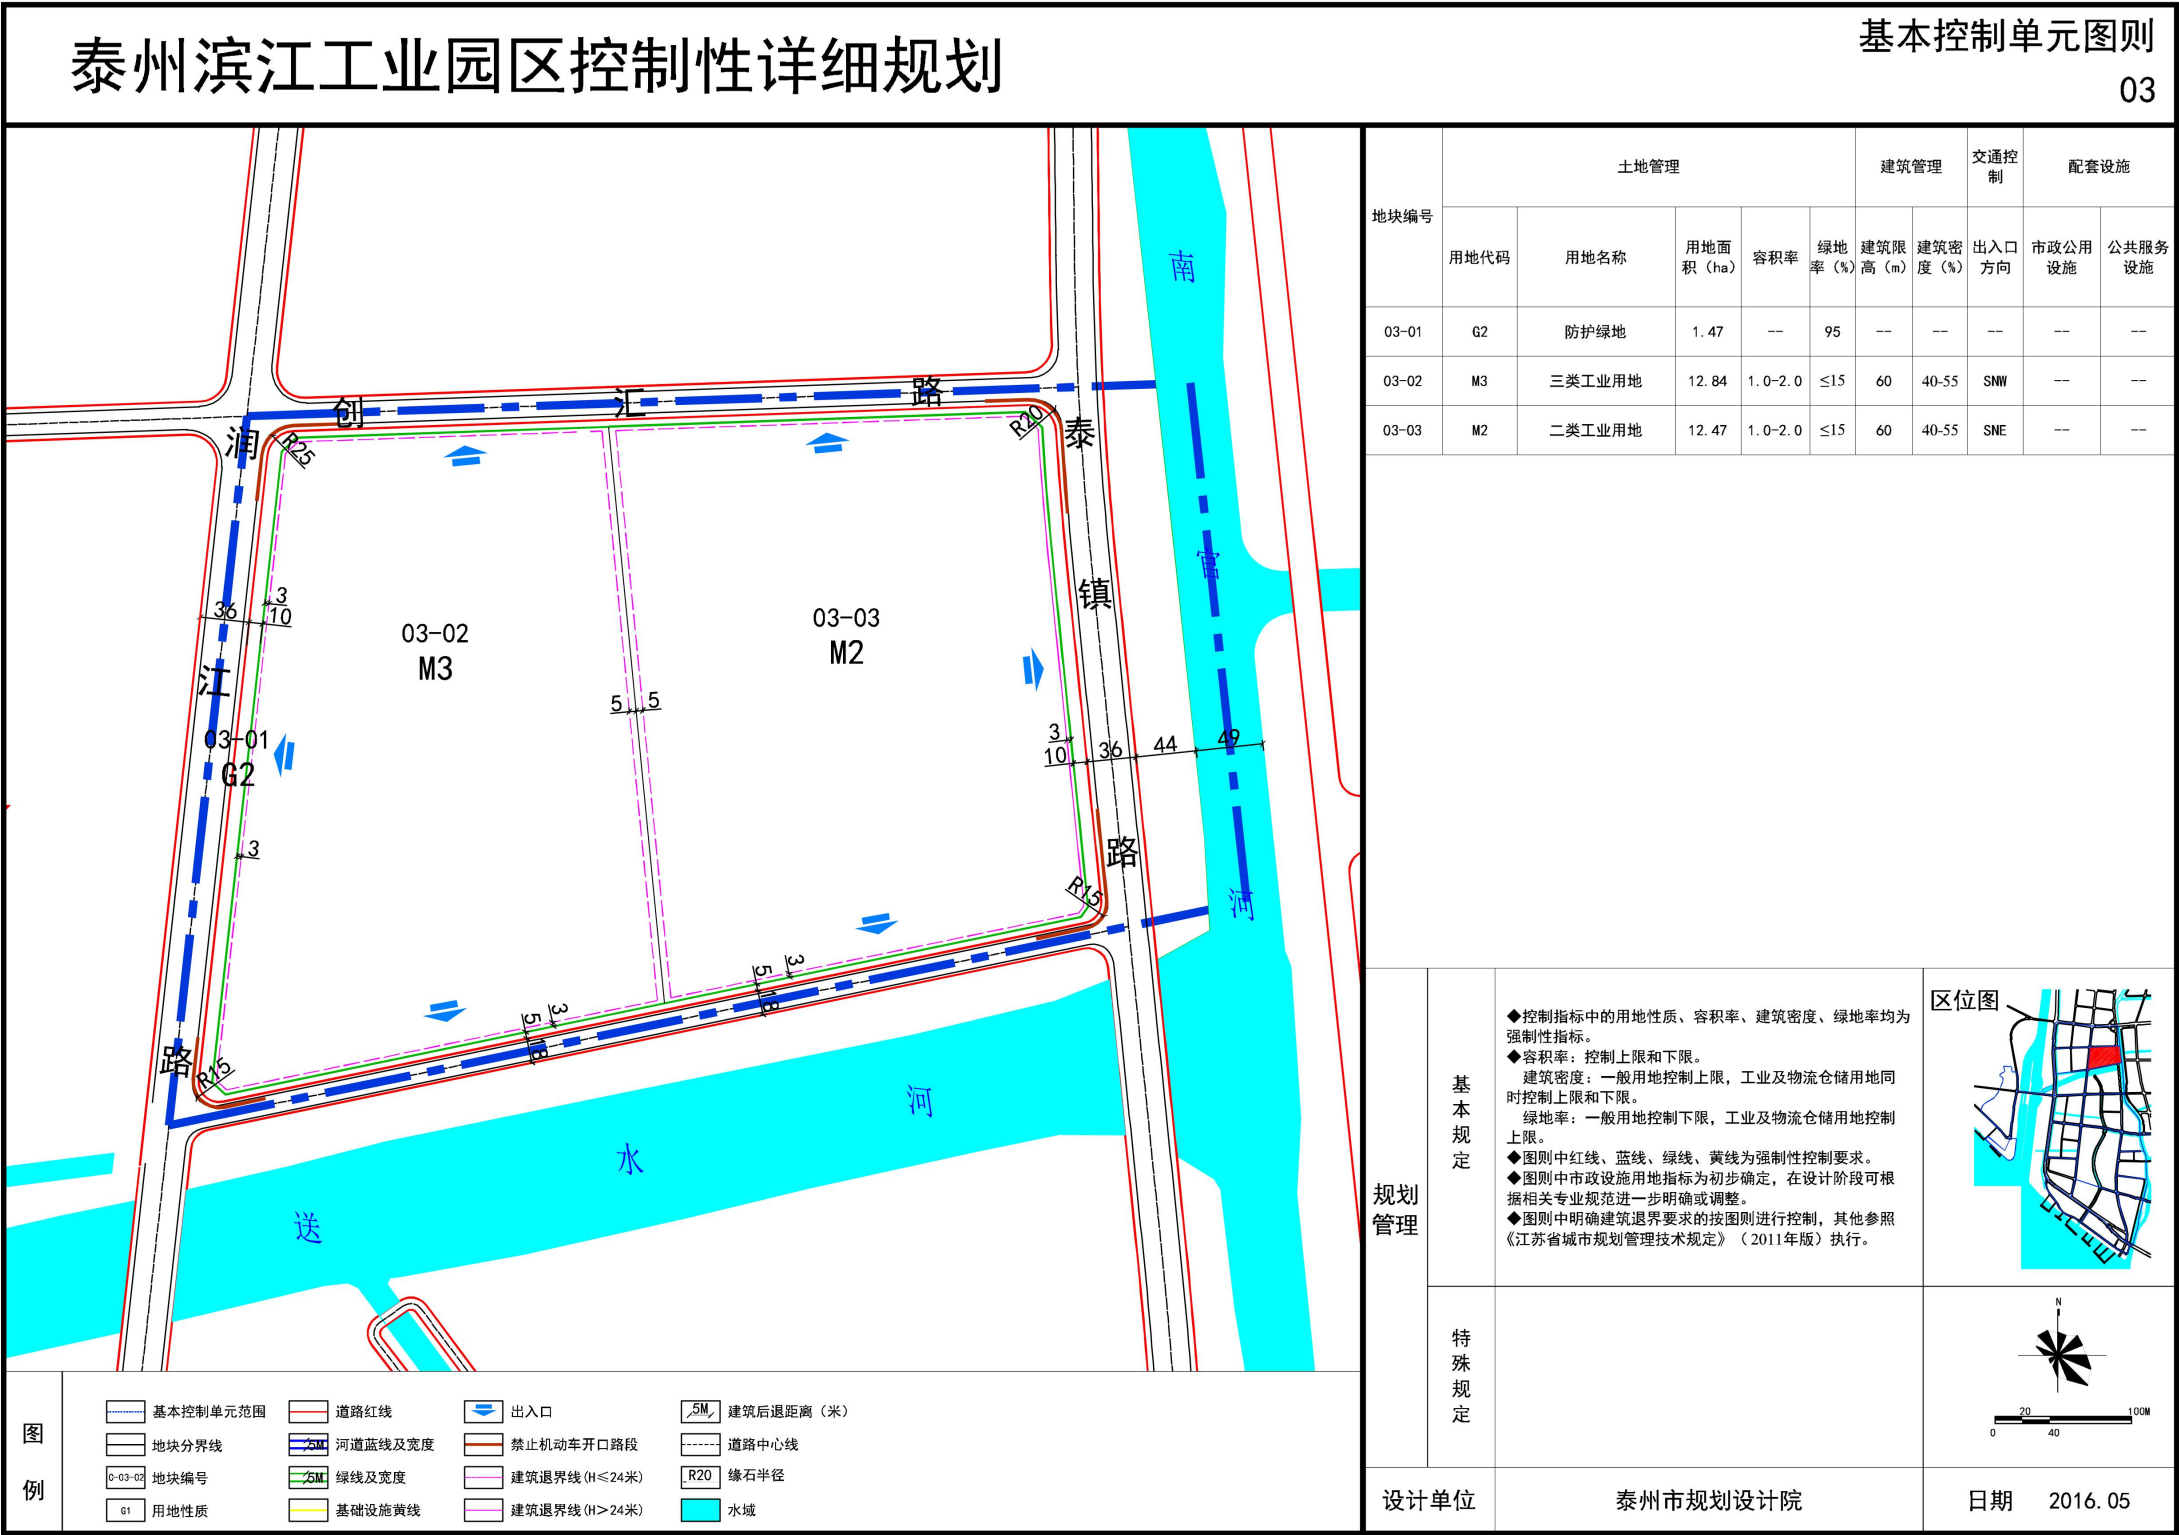 泰州滨江工业园区控制性详细规划
基本控制单元图则
03
地块编号
土地管理
建筑管理
交通控
制
配套设施
用地代码
用地名称
用地面
积（ha）
容积率
绿地
率（%）
建筑限
高（m）
建筑密
度（%）
出入口
方向
市政公用
设施
公共服务
设施
03-01 G2 防护绿地 1.47 -- 95 -- -- -- -- --
03-02 M3 三类工业用地 12.84 1.0-2.0 ≤15 60 40-55 SNW -- --
03-03 M2 二类工业用地 12.47 1.0-2.0 ≤15 60 40-55 SNE -- --
创 汇 路
润 江 路
泰 镇 路
南 官 河
送 水 河
R25
R20
R15
R15
36
3
10
03-02
M3
03-03
M2
03-01
G2
3
5 5
3
10
36
44
49
5
3
18
5
3
18
规划
管理
基本规定
◆控制指标中的用地性质、容积率、建筑密度、绿地率均为
强制性指标。
◆容积率：控制上限和下限。
建筑密度：一般用地控制上限，工业及物流仓储用地同
时控制上限和下限。
绿地率：一般用地控制下限，工业及物流仓储用地控制
上限。
◆图则中红线、蓝线、绿线、黄线为强制性控制要求。
◆图则中市政设施用地指标为初步确定，在设计阶段可根
据相关专业规范进一步明确或调整。
◆图则中明确建筑退界要求的按图则进行控制，其他参照
《江苏省城市规划管理技术规定》（2011年版）执行。
区位图
特殊规定
N
20
100M
0
40
设计单位
泰州市规划设计院
日期
2016.05
图例
基本控制单元范围
道路红线
出入口
5M 建筑后退距离（米）
地块分界线
5M 河道蓝线及宽度
禁止机动车开口路段
道路中心线
C-03-02 地块编号
5M 绿线及宽度
建筑退界线(H≤24米)
R20 缘石半径
G1 用地性质
基础设施黄线
建筑退界线(H＞24米)
水域